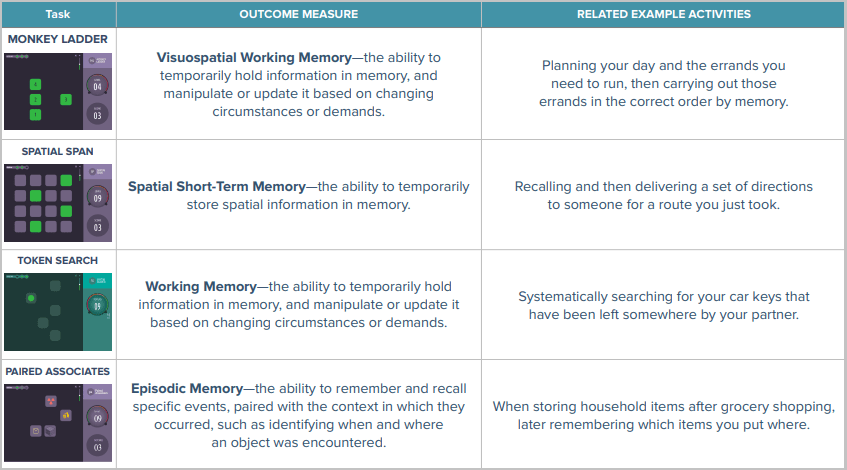 Task
OUTCOME MEASURE
RELATED EXAMPLE ACTIVITIES
MONKEY LADDER
04
03
Visuospatial Working Memory—the ability to
temporarily hold information in memory, and
manipulate or update it based on changing
circumstances or demands.
Planning your day and the errands you
need to run, then carrying out those
errands in the correct order by memory.
SPATIAL SPAN
09
03
Spatial Short-Term Memory—the ability to temporarily
store spatial information in memory.
Recalling and then delivering a set of directions
to someone for a route you just took.
TOKEN SEARCH
09
Working Memory—the ability to temporarily hold
information in memory, and manipulate or update it
based on changing circumstances or demands.
Systematically searching for your car keys that
have been left somewhere by your partner.
PAIRED ASSOCIATES
09
03
Episodic Memory—the ability to remember and recall
specific events, paired with the context in which they
occurred, such as identifying when and where
an object was encountered.
When storing household items after grocery shopping,
later remembering which items you put where.